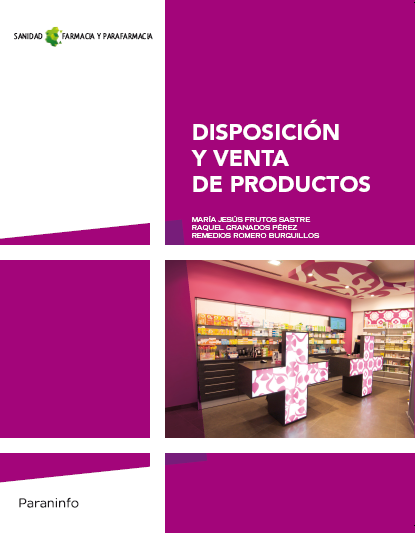 SANIDAD FARMACIA Y PARAFARMACIA
DISPOSICIÓN
Y VENTA
DE PRODUCTOS
MARÍA JESÚS FRUTOS SASTRE
RAQUEL GRANADOS PÉREZ
REMEDIOS ROMERO BURGUILLOS
Paraninfo